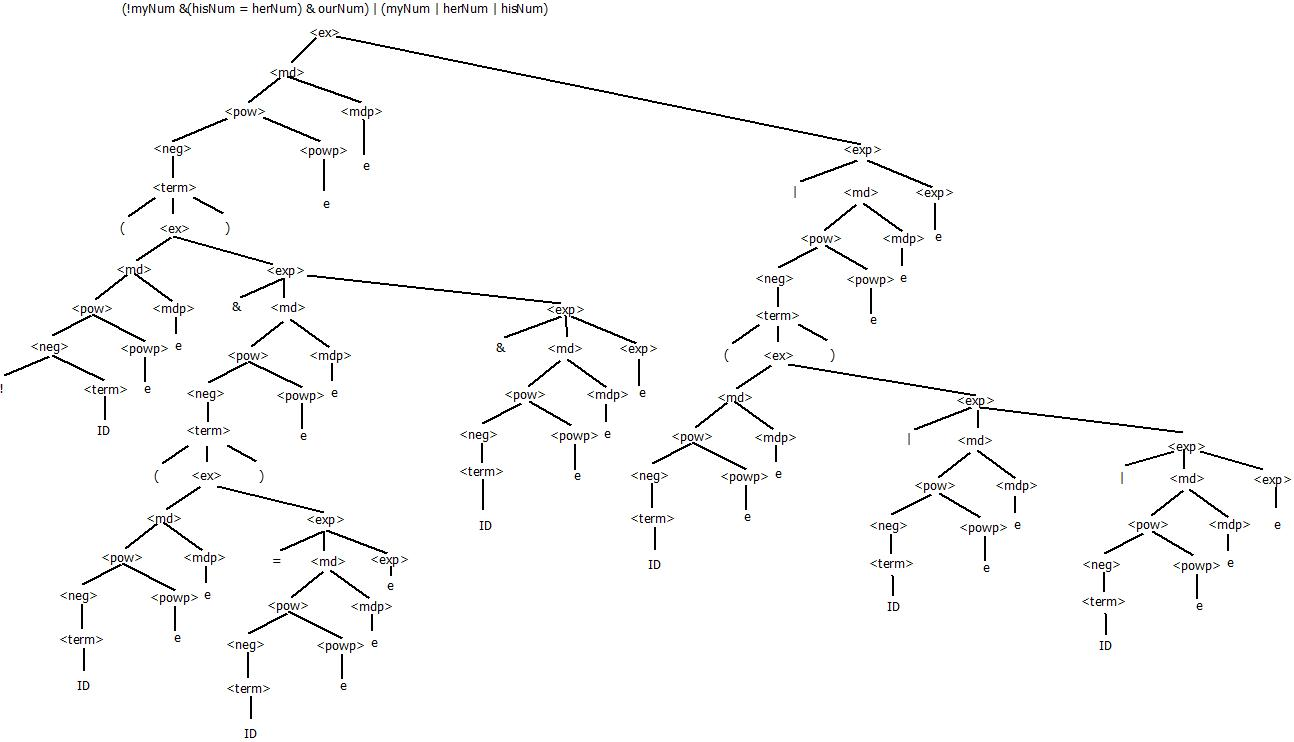 (!myNum &(hisNum = herNum) & ourNum) | (myNum | herNum | hisNum)
<ex>
<md>
<pow> <mdp>
<neg> <powp> <exp>
e
<term> | <md> <exp>
e
( <ex> )
<pow> <mdp> e
<md> <exp>
<neg> <powp> e
& <md> <pow> <mdp> <exp>
<term> e
<neg> <powp> e & <md> <exp>
( <ex> ) <pow> <mdp>
! <term> e <neg> <powp> e <pow> <mdp> e <md> <exp>
ID <term> e <neg> <powp> e <pow> <mdp> | <md> <exp>
( <ex> ) <term> e <neg> <powp> e <pow> <mdp> | <md> <exp>
<md> <exp> ID <term> e <neg> <powp> e <pow> <mdp> e
<pow> <mdp> = <md> <exp> ID <term> e <neg> <powp> e
<neg> <powp> e <pow> <mdp> e ID <term> e
<term> e <neg> <powp> e ID
ID <term> e
ID